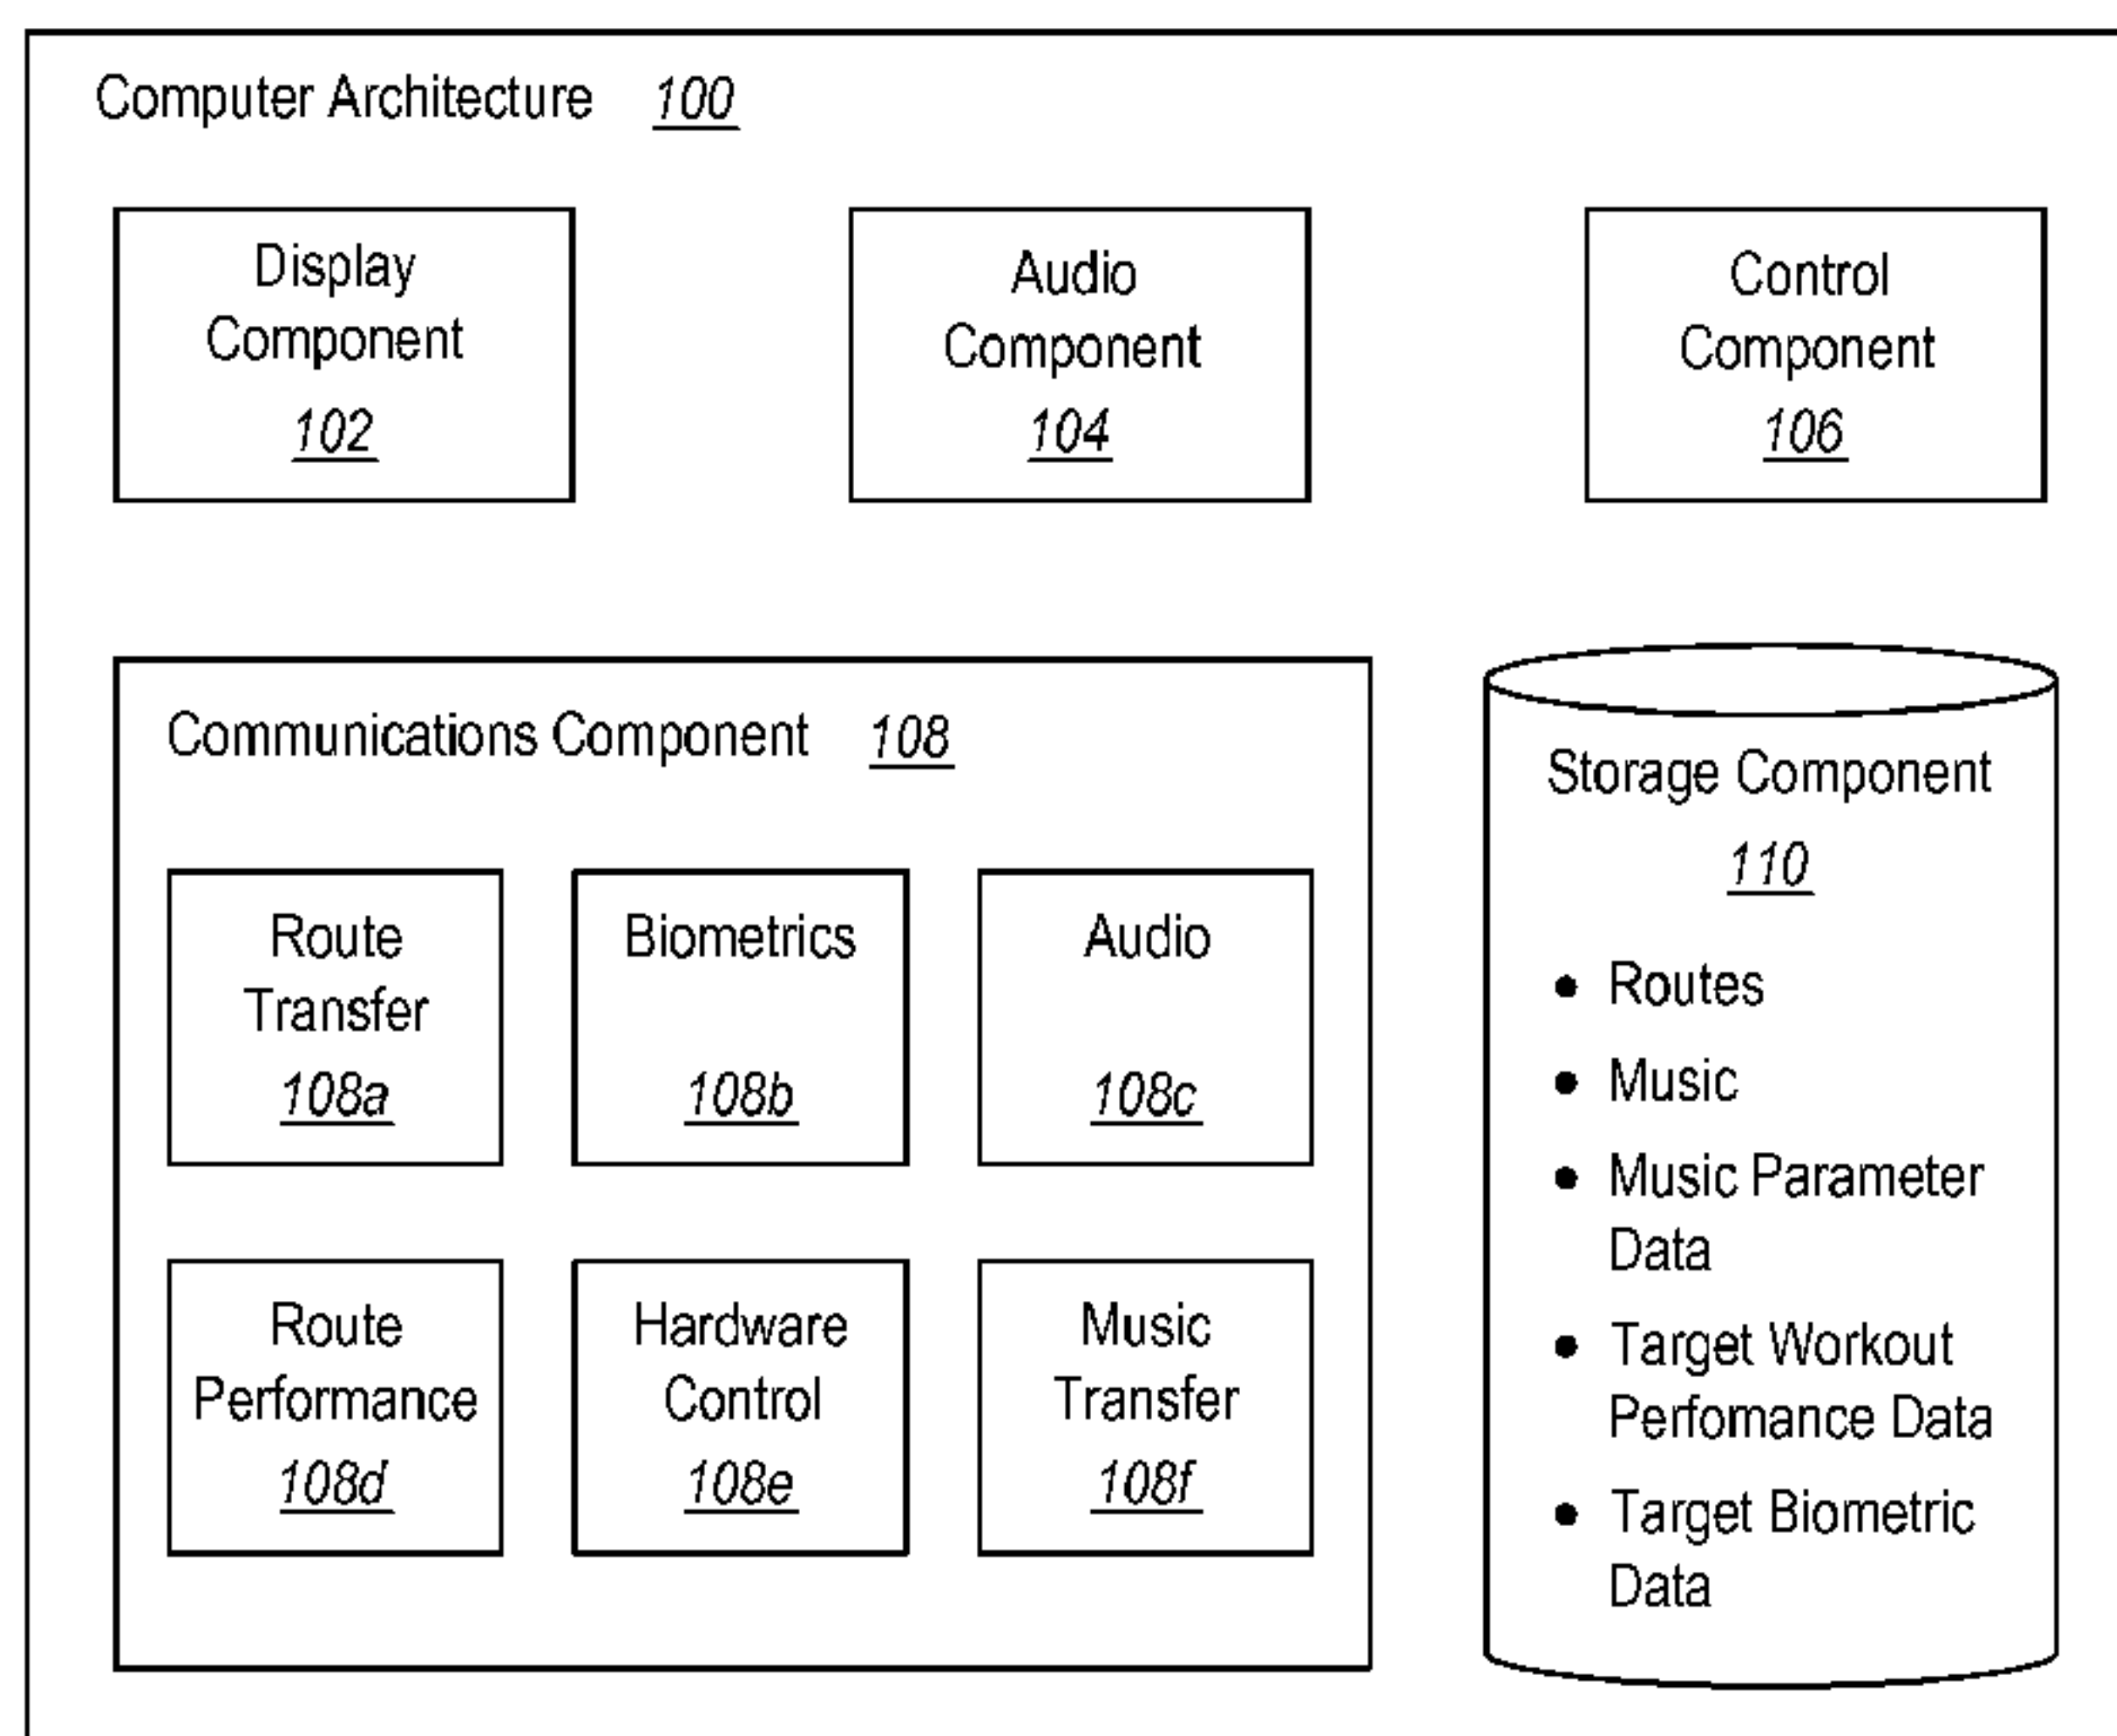 Computer Architecture 100
Display
Component
102
Audio
Component
104
Control
Component
106
Communications Component 108
Route
Transfer
108a
Biometrics
108b
Audio
108c
Route
Performance
108d
Hardware
Control
108e
Music
Transfer
108f
Storage Component
110
• Routes
• Music
• Music Parameter
Data
• Target Workout
Perfomance Data
• Target Biometric
Data